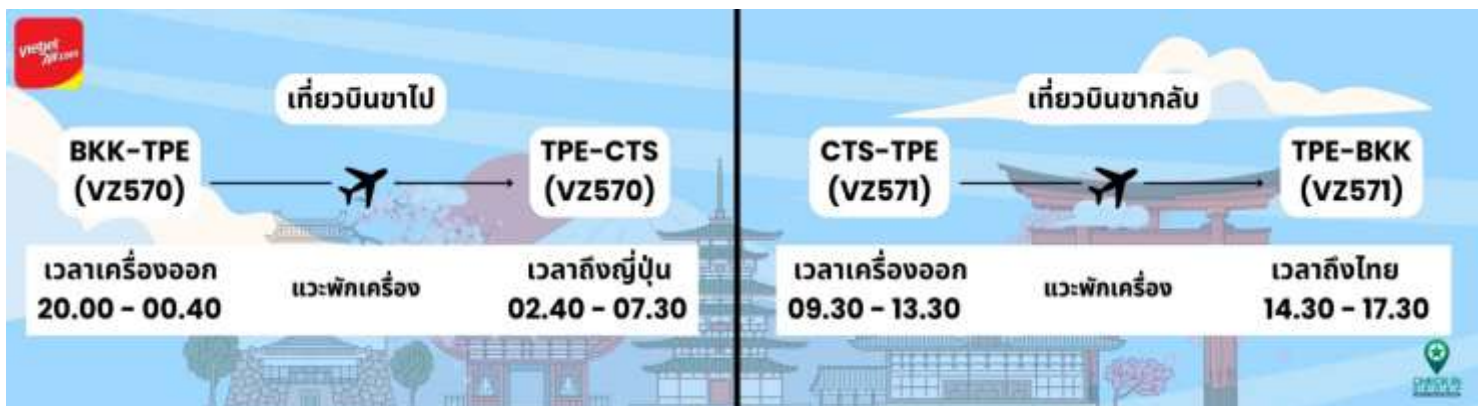 vietjet
Air.com
เที่ยวบินขาไป
BKK-TPE
(VZ570)
TPE-CTS
(VZ570)
เวลาเครื่องออก
20.00 - 00.40
แวะพักเครื่อง
เวลาถึงญี่ปุ่น
02.40 - 07.30
เที่ยวบินขากลับ
CTS-TPE
(VZ571)
TPE-BKK
(VZ571)
เวลาเครื่องออก
09.30 - 13.30
แวะพักเครื่อง
เวลาถึงไทย
14.30 - 17.30
CHECK IN